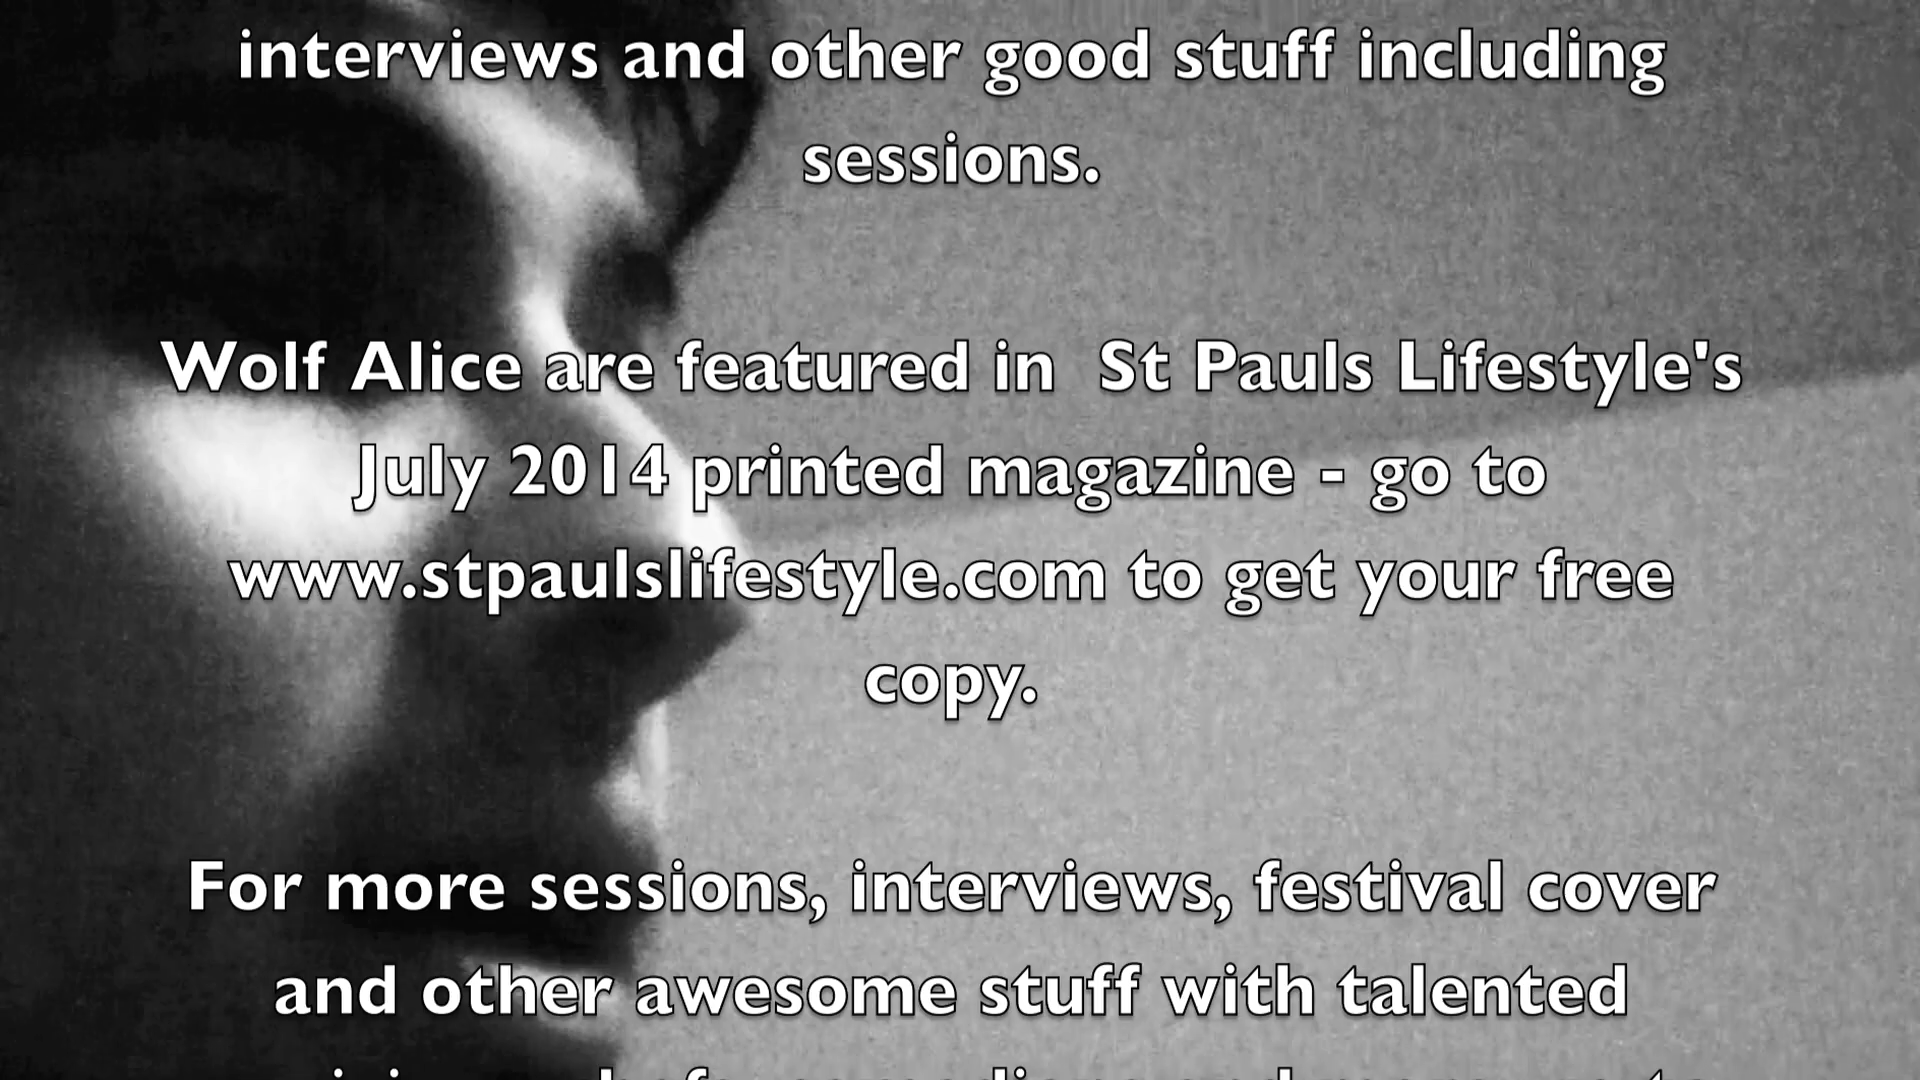 interviews and other good stuff including
sessions.
Wolf Alice are featured in  St Pauls Lifestyle's
July 2014 printed magazine - go to
www.stpaulslifestyle.com to get your free
copy.
For more sessions, interviews, festival cover
and other awesome stuff with talented